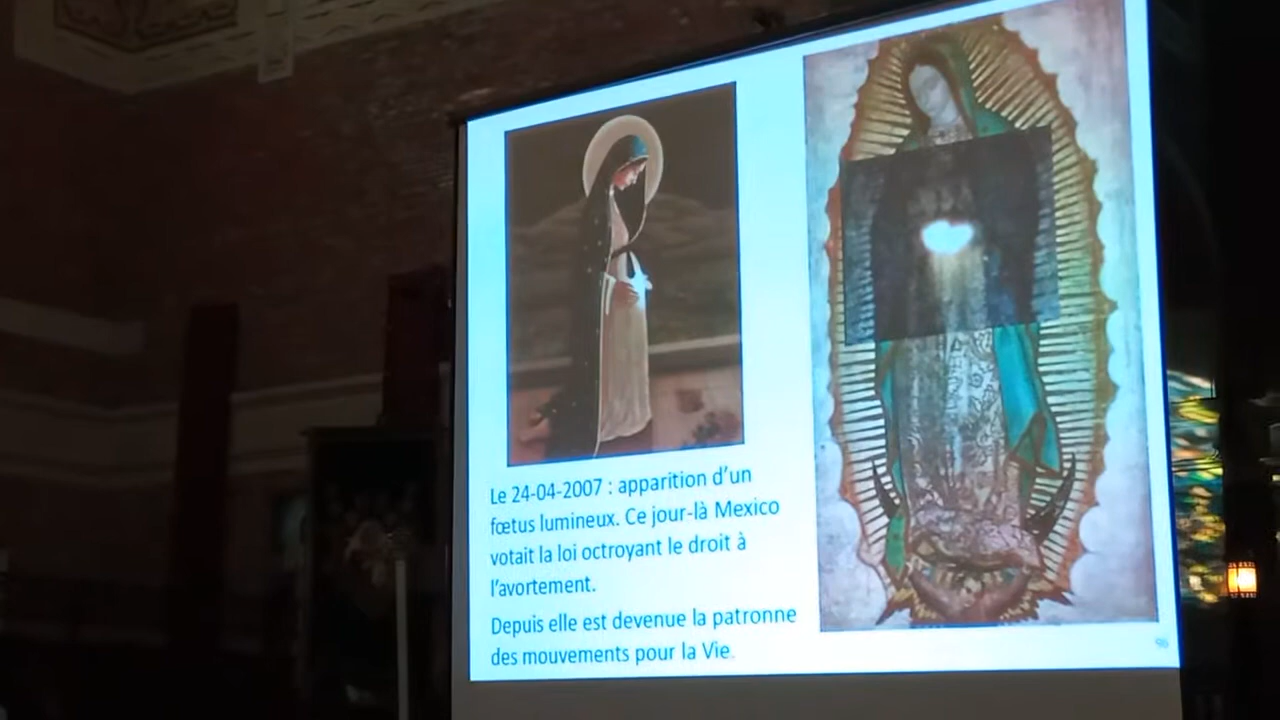 Le 24-04-2007 : apparition d'un
fœtus lumineux. Ce jour-là Mexico
votait la loi octroyant le droit à
l'avortement.
Depuis elle est devenue la patronne
des mouvements pour la Vie.